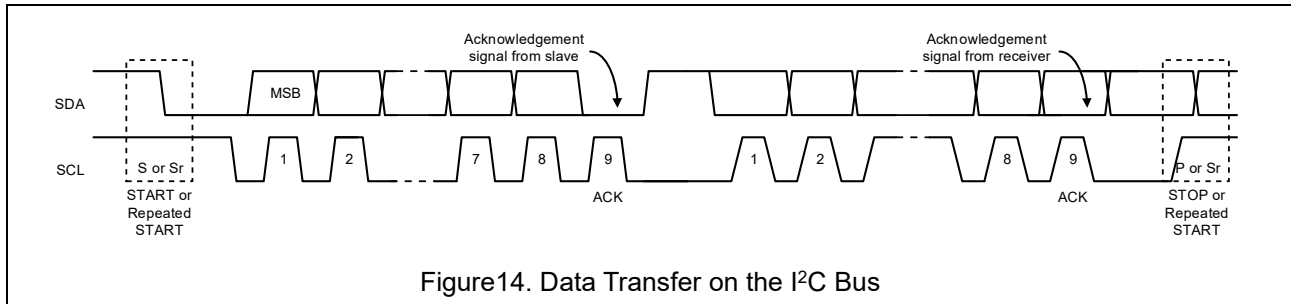 Acknowledgement
signal from slave
Acknowledgement
signal from receiver
SDA
MSB
SCL
S or Sr
1
2
7
8
9
1
2
8
9
P or Sr
START or
Repeated
START
ACK
ACK
STOP or
Repeated
START
Figure14. Data Transfer on the I²C Bus